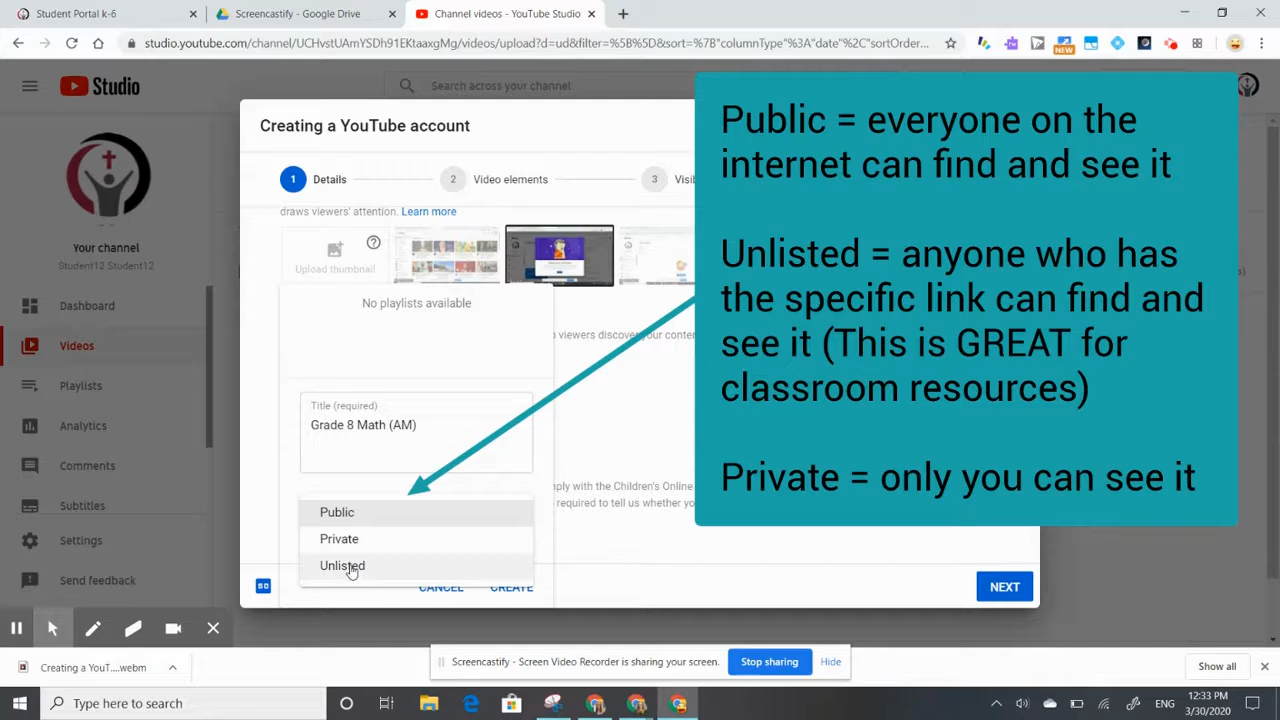 Student Portal k-6
Screencastify - Google Drive
Channel videos - YouTube Studio
studio.youtube.com/channel/UCHvstUArtrYSDh91EKtaaxqMg/videos/upload?d=ud&filter=%5B%5D&sort=%7B"columnType"%3A"date"%2C"sortOrder...
NEW
Studio
Search across your channel
Your channel
Student12 Student12
Dashboard
Videos
Playlists
Analytics
Comments
Subtitles
Settings
Send feedback
Creating a YouTube account
1 Details
2 Video elements
3
draws viewers' attention. Learn more
Upload thumbnail
No playlists available
viewers discover your conten
Title (required)
Grade 8 Math (AM)
mply with the Children's Online
required to tell us whether you
Public
Private
Unlisted
CANCEL
CREATE
SD
NEXT
Public = everyone on the
internet can find and see it
Unlisted = anyone who has
the specific link can find and
see it (This is GREAT for
classroom resources)
Private = only you can see it
Creating a YouT....webm
Screencastify - Screen Video Recorder is sharing your screen.
Stop sharing
Hide
Show all
Type here to search
ENG
12:33 PM
3/30/2020